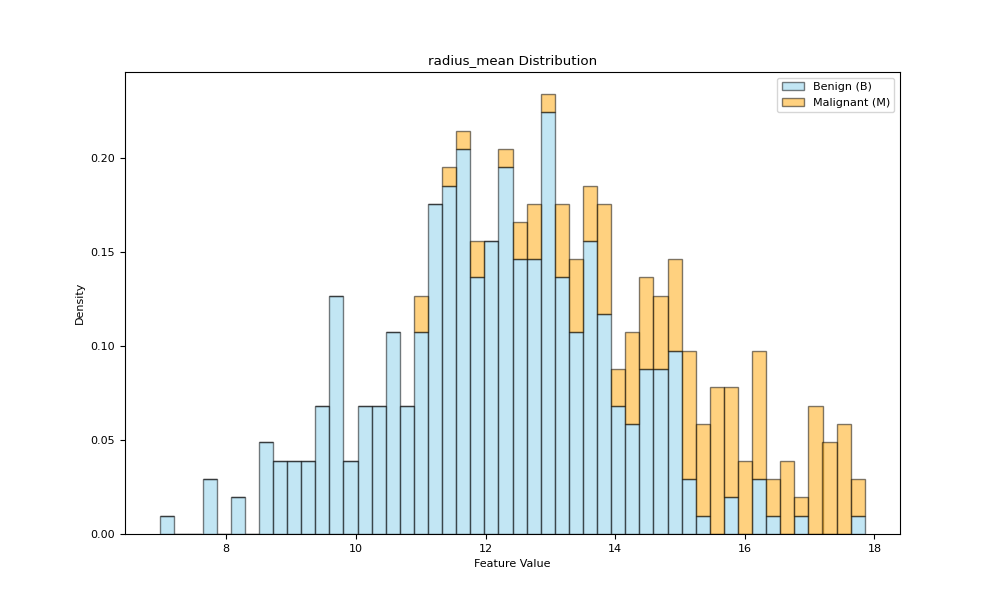 radius_mean Distribution
Benign (B)
Malignant (M)
Density
0.20
0.15
0.10
0.05
0.00
8 10 12 14 16 18
Feature Value